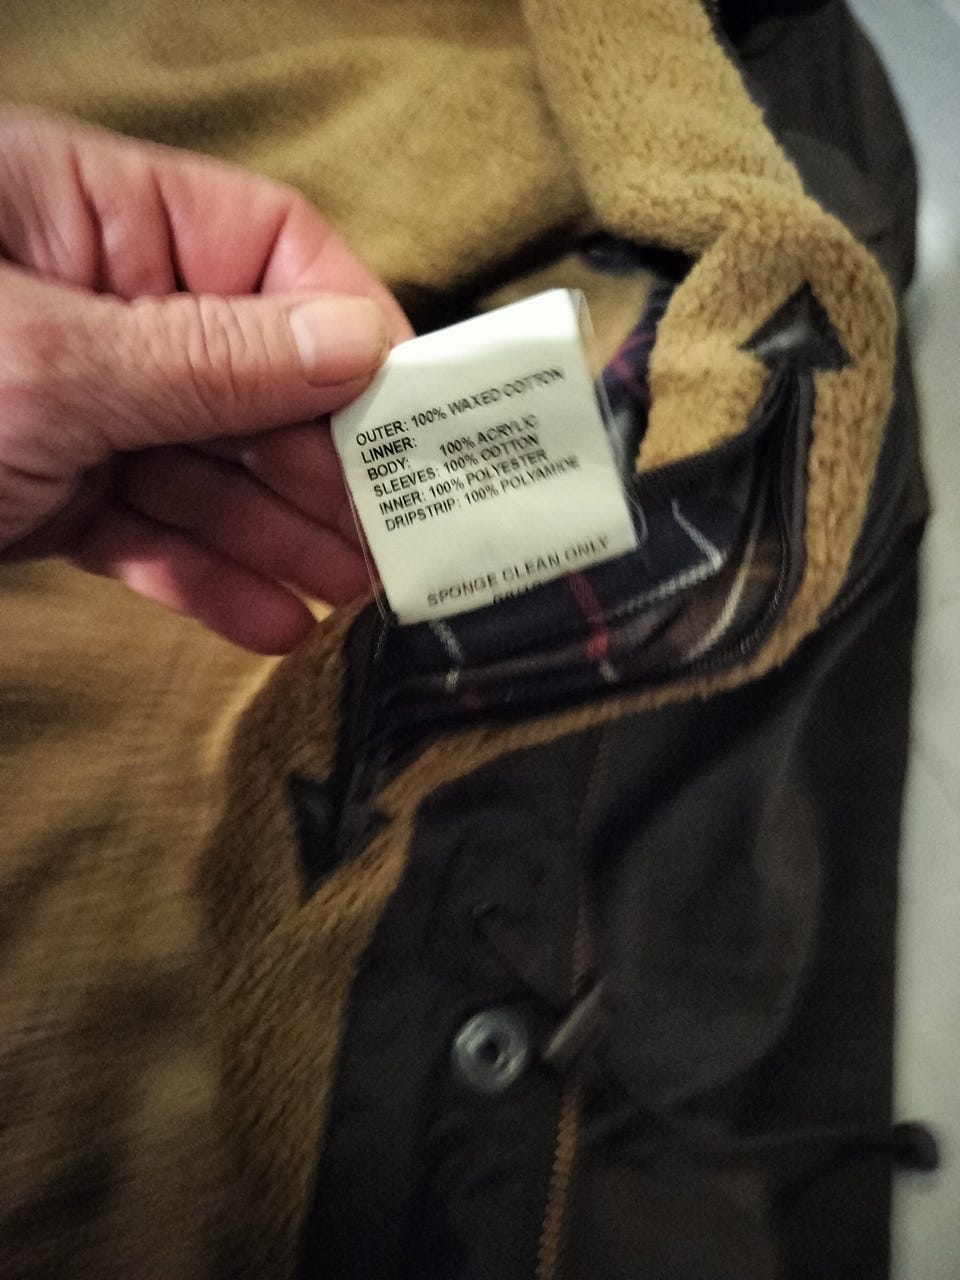 OUTER: 100% WAXED COTTON
LINNER:
BODY: 100% ACRYLIC
SLEEVES: 100% COTTON
INNER: 100% POLYESTER
DRIPSTRIP: 100% POLYAMIDE
SPONGE CLEAN ONLY